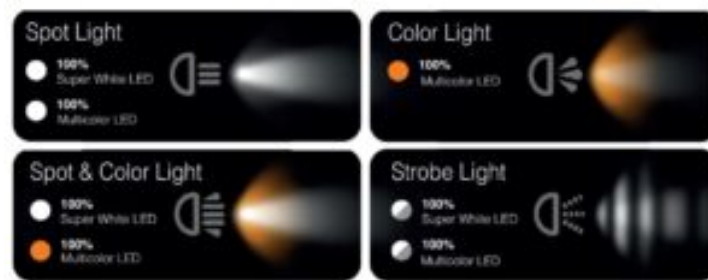 Spot Light
100%
Super White LED
100%
Multicolor LED
Color Light
100%
Multicolor LED
Spot & Color Light
100%
Super White LED
100%
Multicolor LED
Strobe Light
100%
Super White LED
100%
Multicolor LED